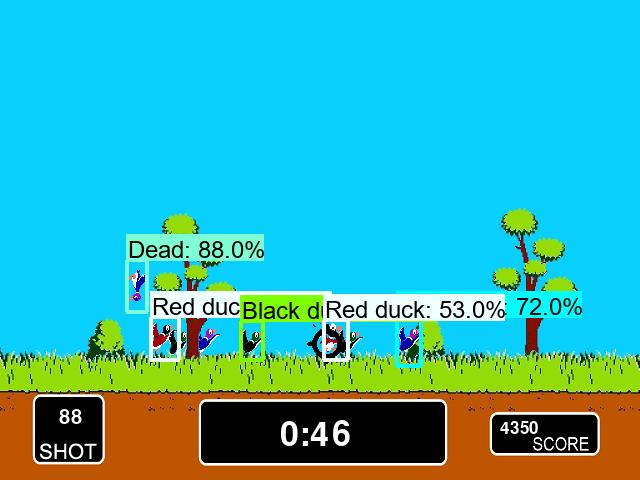 Dead: 88.0%
Red duc
Black d
Red duck: 53.0%
: 72.0%
88
SHOT
0:46
4350
SCORE